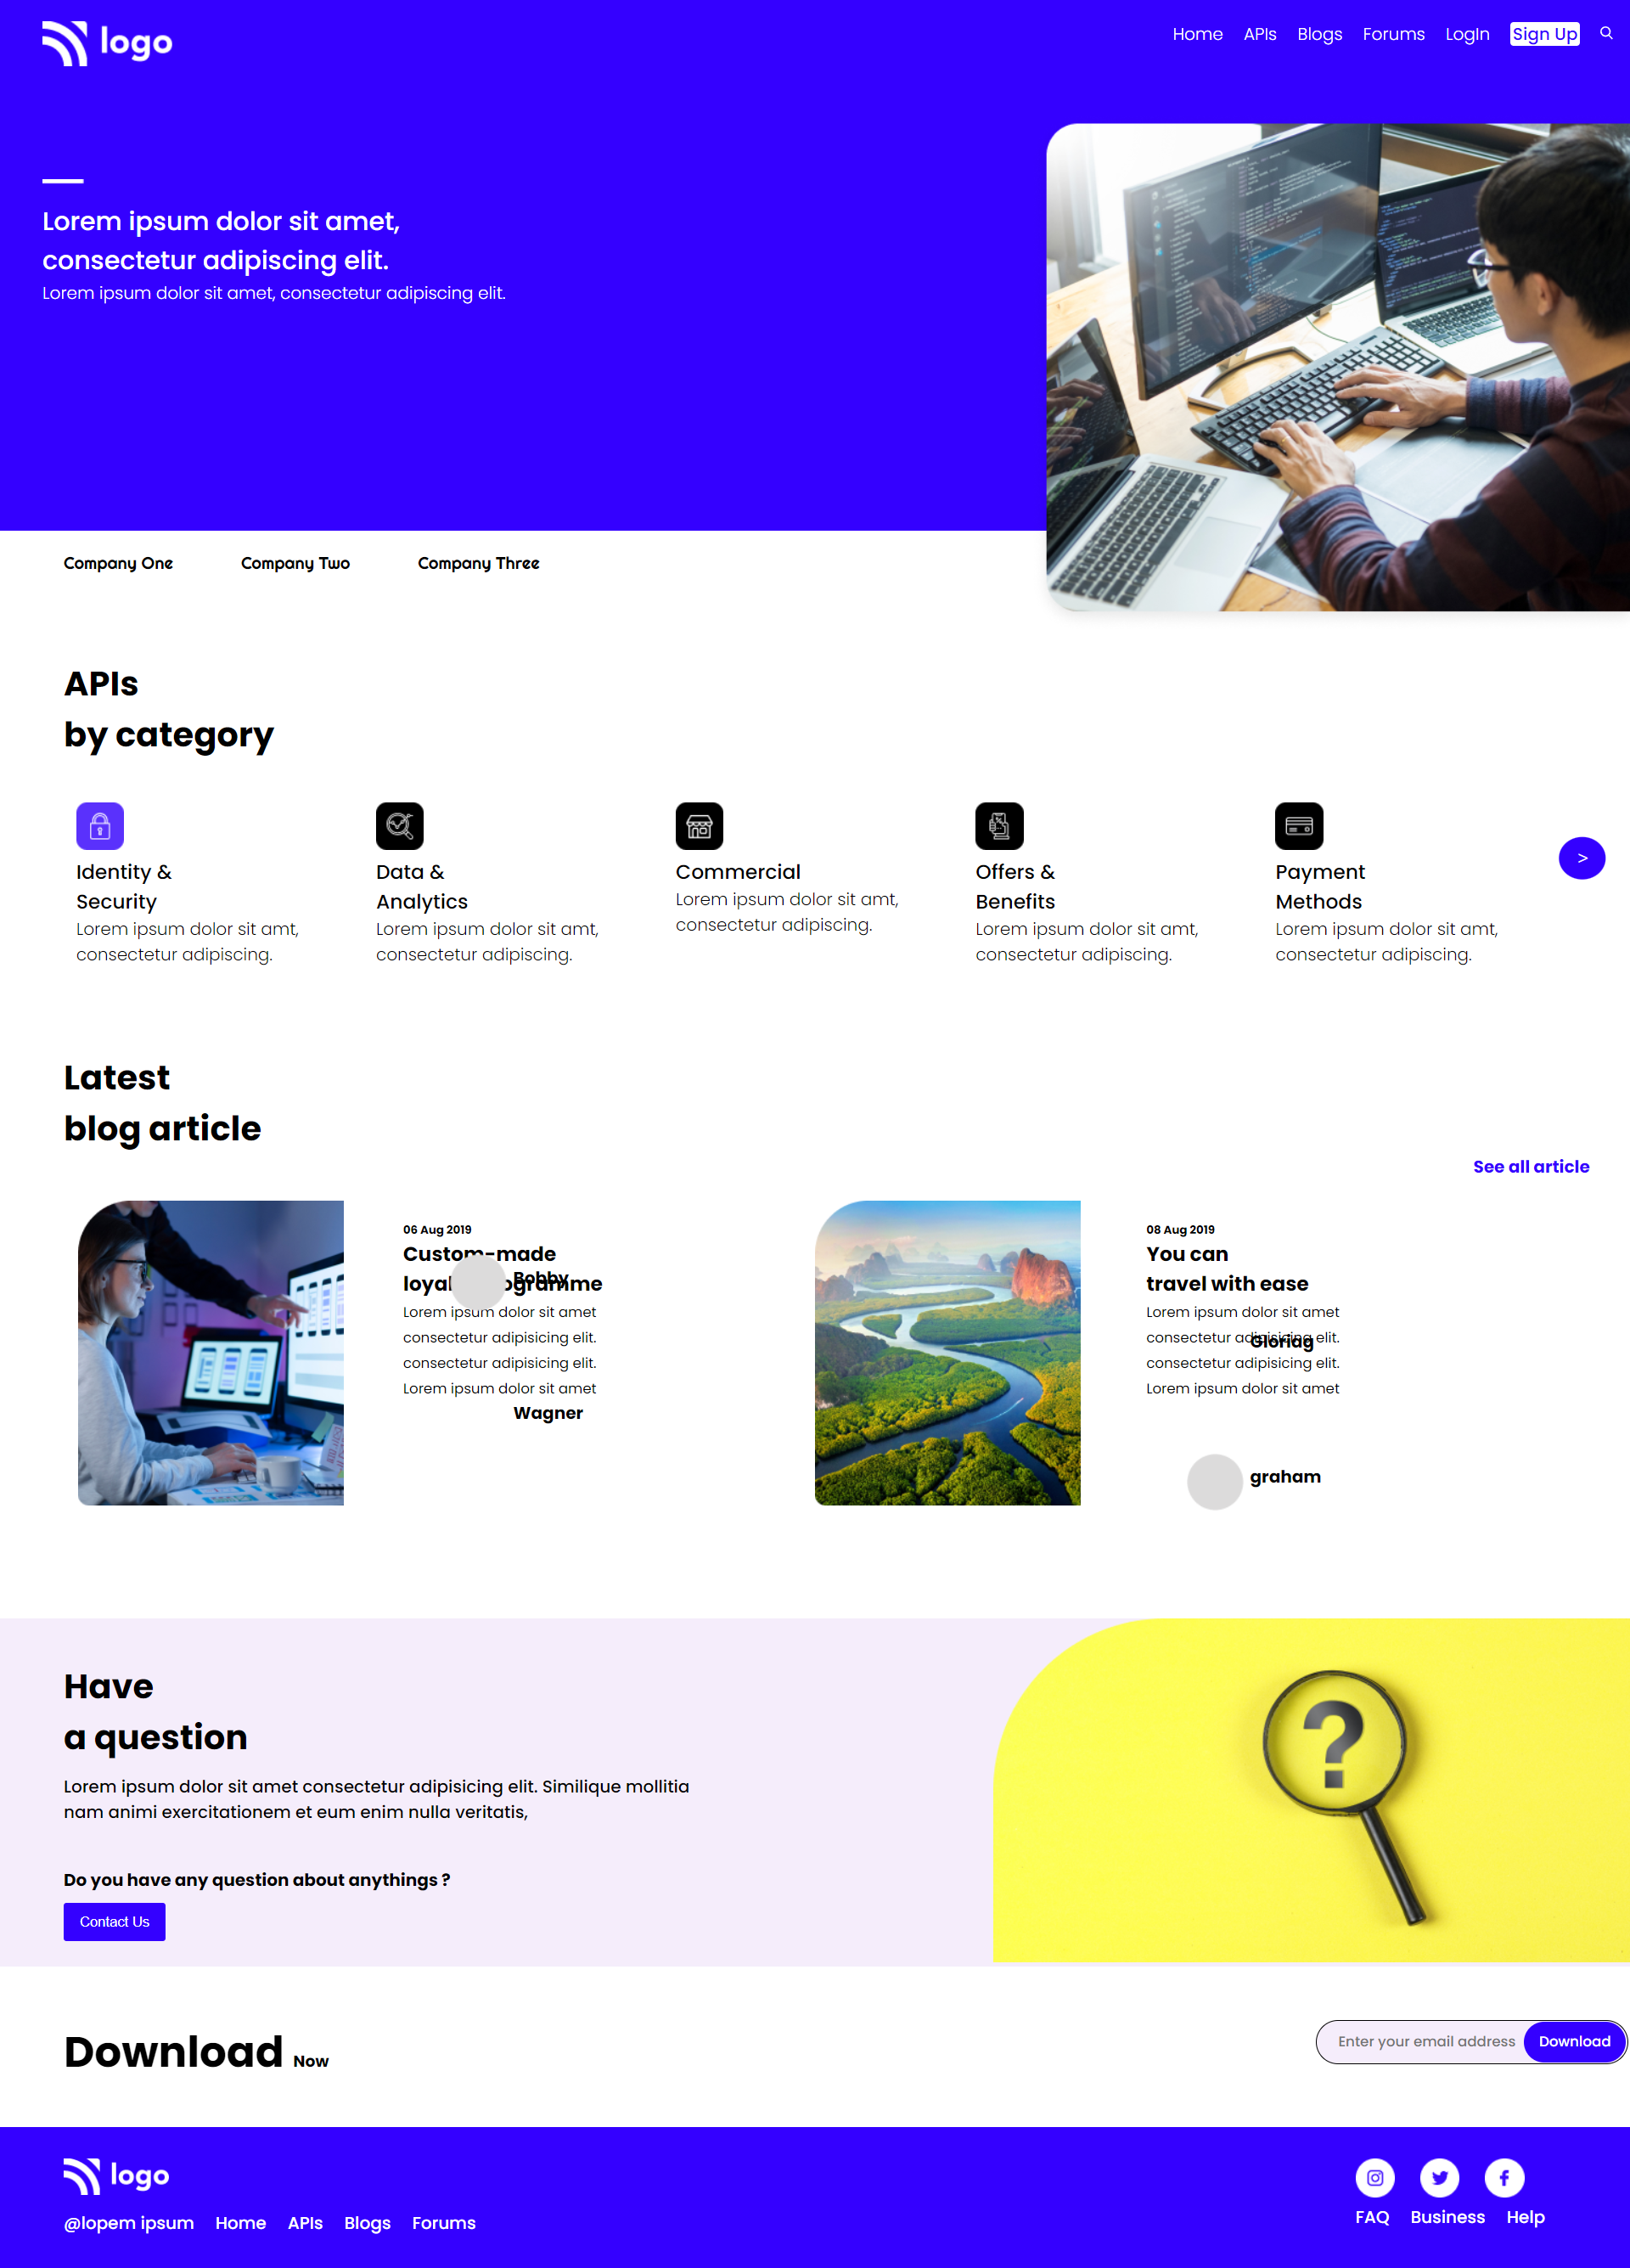 logo
Home APIs Blogs Forums LogIn Sign Up
Lorem ipsum dolor sit amet,
consectetur adipiscing elit.
Lorem ipsum dolor sit amet, consectetur adipiscing elit.
Company One Company Two Company Three
APIs
by category
Identity &
Security
Lorem ipsum dolor sit amt,
consectetur adipiscing.
Data &
Analytics
Lorem ipsum dolor sit amt,
consectetur adipiscing.
Commercial
Lorem ipsum dolor sit amt,
consectetur adipiscing.
Offers &
Benefits
Lorem ipsum dolor sit amt,
consectetur adipiscing.
Payment
Methods
Lorem ipsum dolor sit amt,
consectetur adipiscing.
>
Latest
blog article
See all article
06 Aug 2019
Custom-made
Bobby
Lorem ipsum dolor sit amet
consectetur adipisicing elit.
consectetur adipisicing elit.
Lorem ipsum dolor sit amet
Wagner
08 Aug 2019
You can
travel with ease
Lorem ipsum dolor sit amet
consectetur adipisicing elit.
Gloriag
consectetur adipisicing elit.
Lorem ipsum dolor sit amet
graham
Have
a question
Lorem ipsum dolor sit amet consectetur adipisicing elit. Similique mollitia
nam animi exercitationem et eum enim nulla veritatis,
Do you have any question about anythings ?
Contact Us
?
Download Now
Enter your email address Download
logo
@lopem ipsum Home APIs Blogs Forums
FAQ Business Help